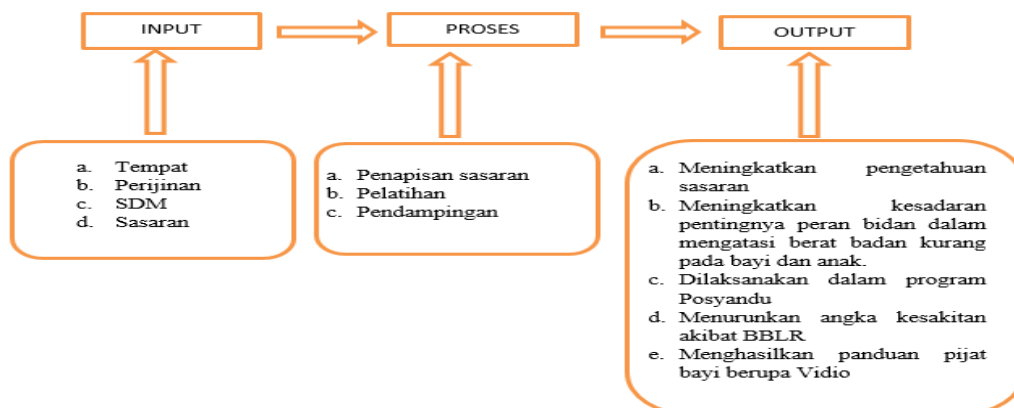 INPUT
PROSES
OUTPUT
a. Tempat
b. Perijinan
c. SDM
d. Sasaran
a. Penapisan sasaran
b. Pelatihan
c. Pendampingan
a. Meningkatkan pengetahuan
sasaran
b. Meningkatkan kesadaran
pentingnya peran bidan dalam
mengatasi berat badan kurang
pada bayi dan anak.
c. Dilaksanakan dalam program
Posyandu
d. Menurunkan angka kesakitan
akibat BBLR
e. Menghasilkan panduan pijat
bayi berupa Vidio